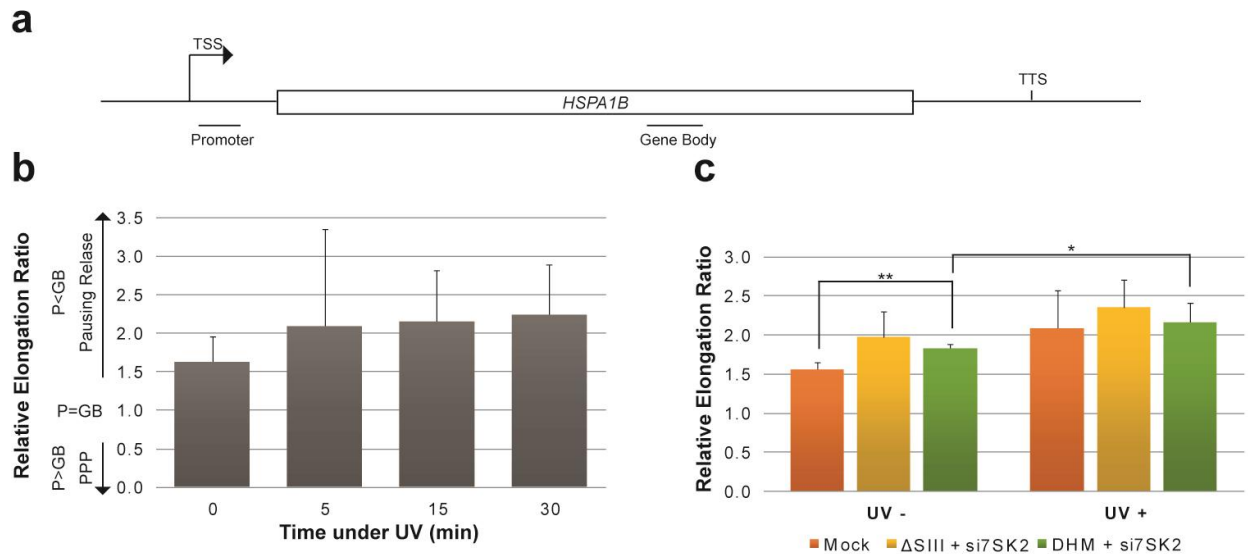 a
TSS
HSPA1B
TTS
Promoter
Gene Body
b
Relative Elongation Ratio
P<GB
Pausing Relase
P=GB
P>GB
PPP
3.5
3.0
2.5
2.0
1.5
1.0
0.5
0.0
0 5 15 30
Time under UV (min)
c
Relative Elongation Ratio
3.0
2.5
2.0
1.5
1.0
0.5
0.0
**
*
UV - UV +
Mock ΔSIII + si7SK2 DHM + si7SK2